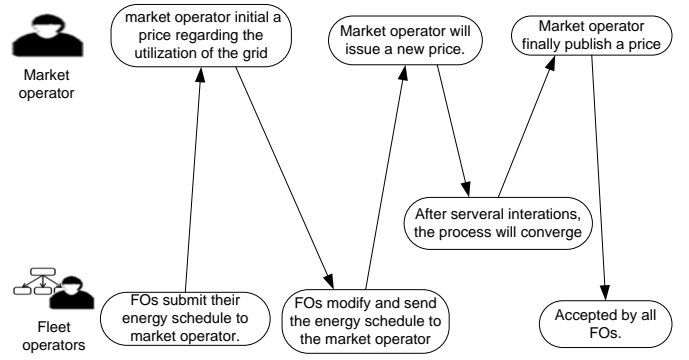 market operator initial a
price regarding the
utilization of the grid
Market operator will
issue a new price.
Market operator
finally publish a price
Market
operator
After serveral interations,
the process will converge
FOs submit their
energy schedule to
market operator.
FOs modify and send
the energy schedule to
the market operator
Accepted by all
FOs.
Fleet
operators